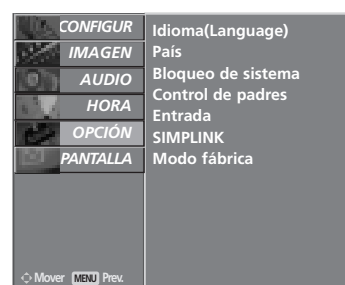 CONFIGUR
IMAGEN
AUDIO
HORA
OPCIÓN
PANTALLA
Idioma(Language)
País
Bloqueo de sistema
Control de padres
Entrada
SIMPLINK
Modo fábrica
Mover MENU Prev.